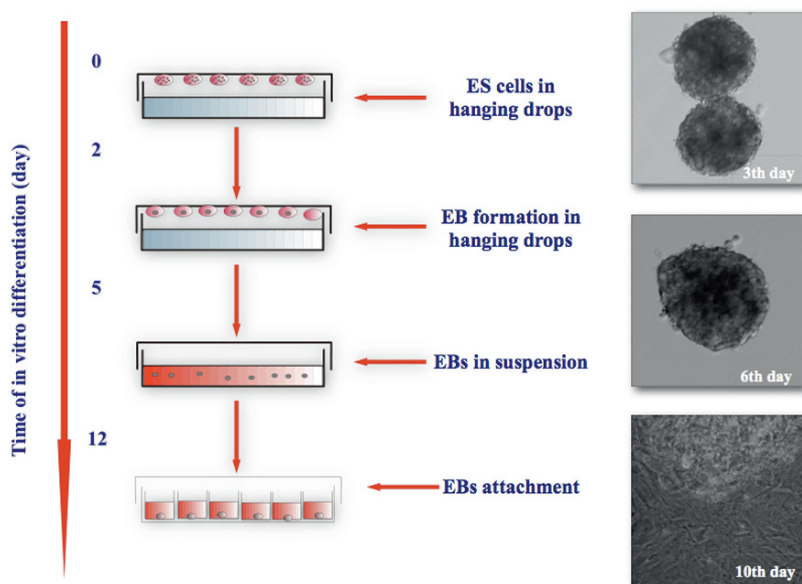 Time of in vitro differentiation (day)
0
2
5
12
ES cells in
hanging drops
EB formation in
hanging drops
EBs in suspension
EBs attachment
3th day
6th day
10th day